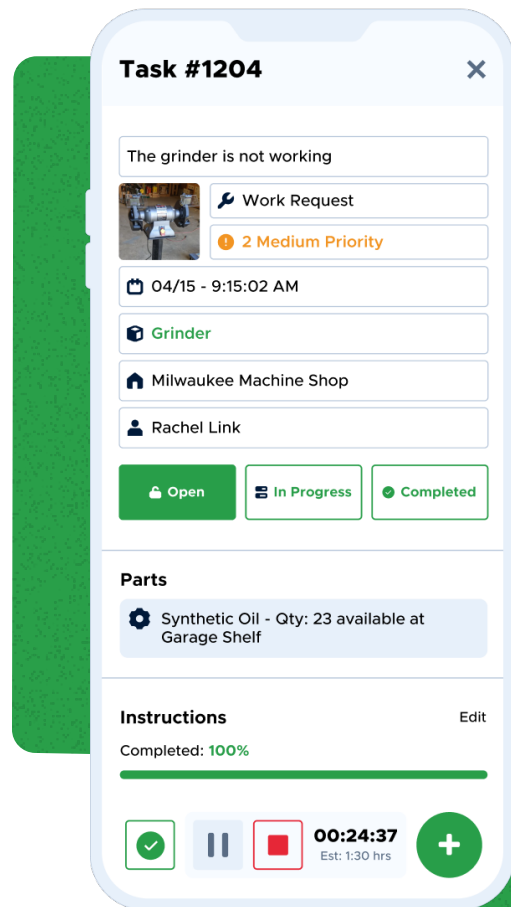 Task #1204
The grinder is not working
Work Request
2 Medium Priority
04/15 - 9:15:02 AM
Grinder
Milwaukee Machine Shop
Rachel Link
Open
In Progress
Completed
Parts
Synthetic Oil - Qty: 23 available at
Garage Shelf
Instructions
Edit
Completed: 100%
00:24:37
Est: 1:30 hrs